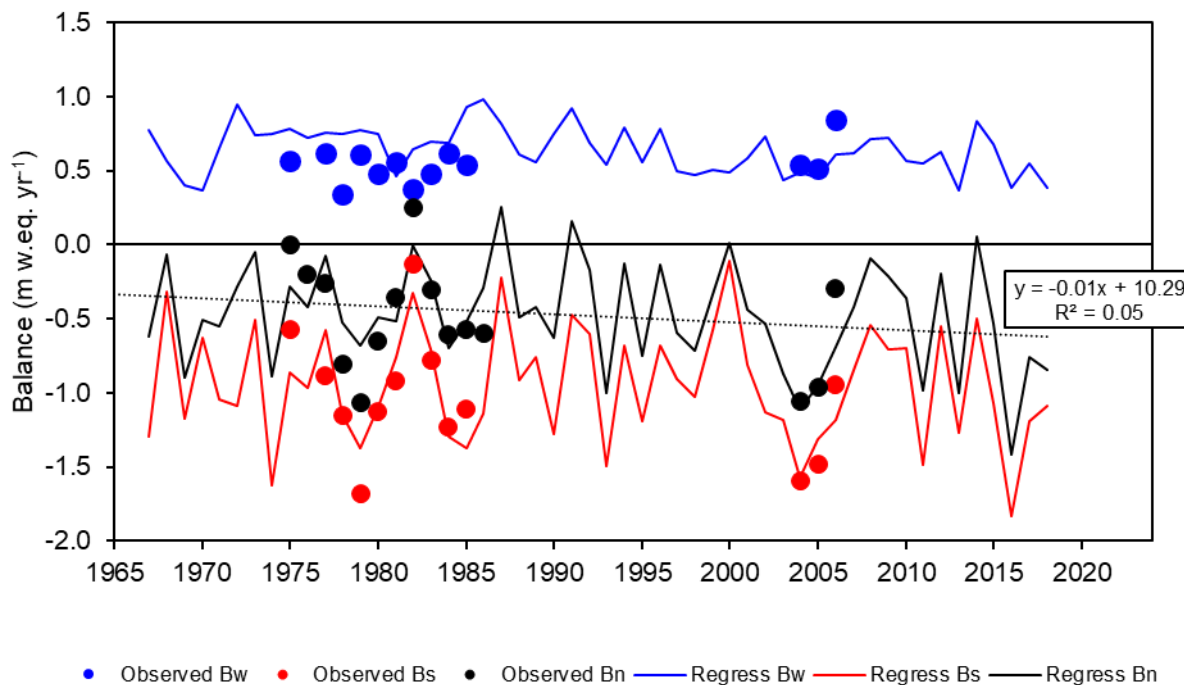 Balance (m w.eq. yr⁻¹)
1.5
1.0
0.5
0.0
-0.5
-1.0
-1.5
-2.0
y = -0.01x + 10.29
R² = 0.05
1965 1970 1975 1980 1985 1990 1995 2000 2005 2010 2015 2020
Observed Bw Observed Bs Observed Bn Regress Bw Regress Bs Regress Bn